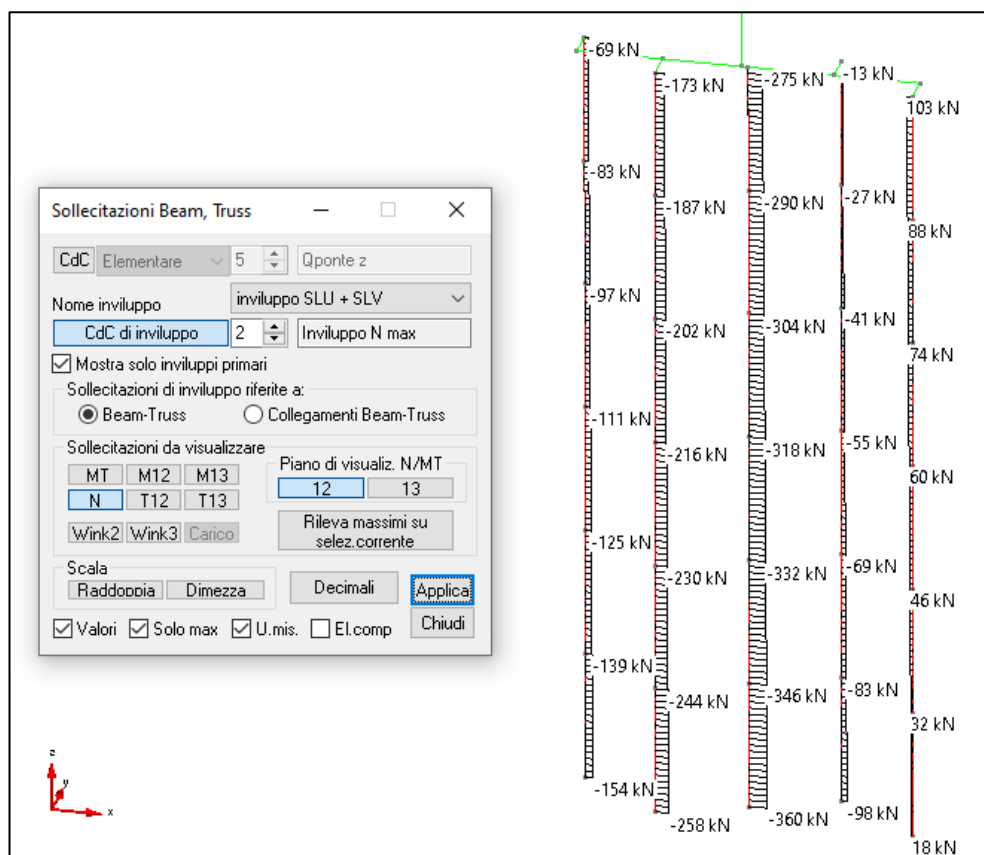 Sollecitazioni Beam, Truss
CdC Elementare 5 Qponte z
Nome inviluppo inviluppo SLU + SLV
CdC di inviluppo 2 Inviluppo N max
Mostra solo inviluppi primari
Sollecitazioni di inviluppo riferite a:
Beam-Truss Collegamenti Beam-Truss
Sollecitazioni da visualizzare
MT M12 M13
N T12 T13
Wink2 Wink3 Carico
Piano di visualiz. N/MT
12 13
Rileva massimi su
selez.corrente
Scala
Raddoppia Dimezza
Decimali
Applica
Valori Solo max U.mis. El.comp
Chiudi
z
y
x
-69 kN
-83 kN
-97 kN
-111 kN
-125 kN
-139 kN
-154 kN
-173 kN
-187 kN
-202 kN
-216 kN
-230 kN
-244 kN
-258 kN
-275 kN
-290 kN
-304 kN
-318 kN
-332 kN
-346 kN
-360 kN
-13 kN
-27 kN
-41 kN
-55 kN
-69 kN
-83 kN
-98 kN
103 kN
88 kN
74 kN
60 kN
46 kN
32 kN
18 kN